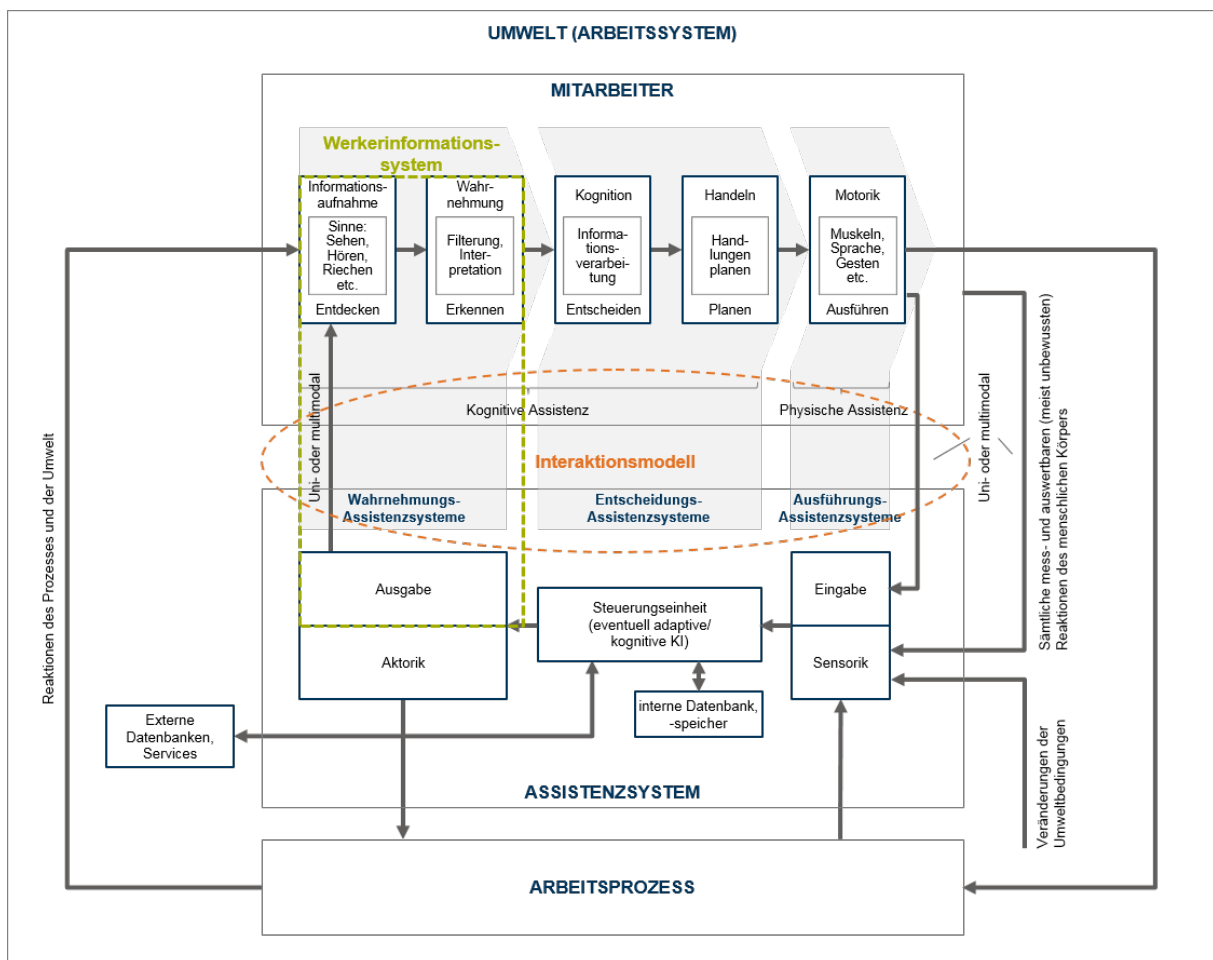 UMWELT (ARBEITSSYSTEM)
MITARBEITER
Werkerinformations-
system
Informations-
aufnahme
Sinne:
Sehen,
Hören,
Riechen
etc.
Entdecken
Wahr-
nehmung
Filterung,
Inter-
pretation
Erkennen
Kognition
Informa-
tions-
verarbei-
tung
Entscheiden
Handeln
Hand-
lungen
planen
Planen
Motorik
Muskeln,
Sprache,
Gesten
etc.
Ausführen
Kognitive Assistenz
Physische Assistenz
Uni- oder multimodal
Uni- oder multimodal
Interaktionsmodell
Wahrnehmungs-
Assistenzsysteme
Entscheidungs-
Assistenzsysteme
Ausführungs-
Assistenzsysteme
Ausgabe
Aktorik
Steuerungseinheit
(eventuell adaptive/
kognitive KI)
Eingabe
Sensorik
interne Datenbank,
-speicher
Externe
Datenbanken,
Services
ASSISTENZSYSTEM
ARBEITSPROZESS
Reaktionen des Prozesses und der Umwelt
Sämtliche mess- und auswertbaren (meist unbewussten)
Reaktionen des menschlichen Körpers
Veränderungen der
Umweltbedingungen